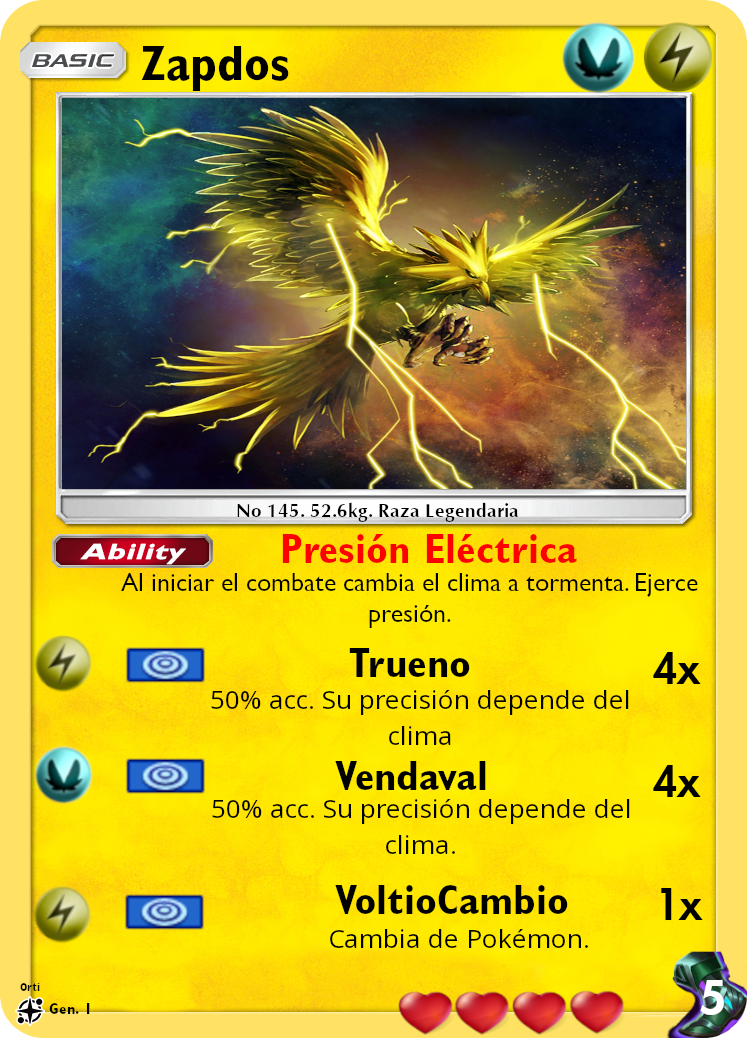 BASIC
Zapdos
No 145. 52.6kg. Raza Legendaria
Ability
Presión Eléctrica
Al iniciar el combate cambia el clima a tormenta. Ejerce
presión.
Trueno
4x
50% acc. Su precisión depende del
clima
Vendaval
4x
50% acc. Su precisión depende del
clima.
VoltioCambio
1x
Cambia de Pokémon.
Orti
Gen. 1
5